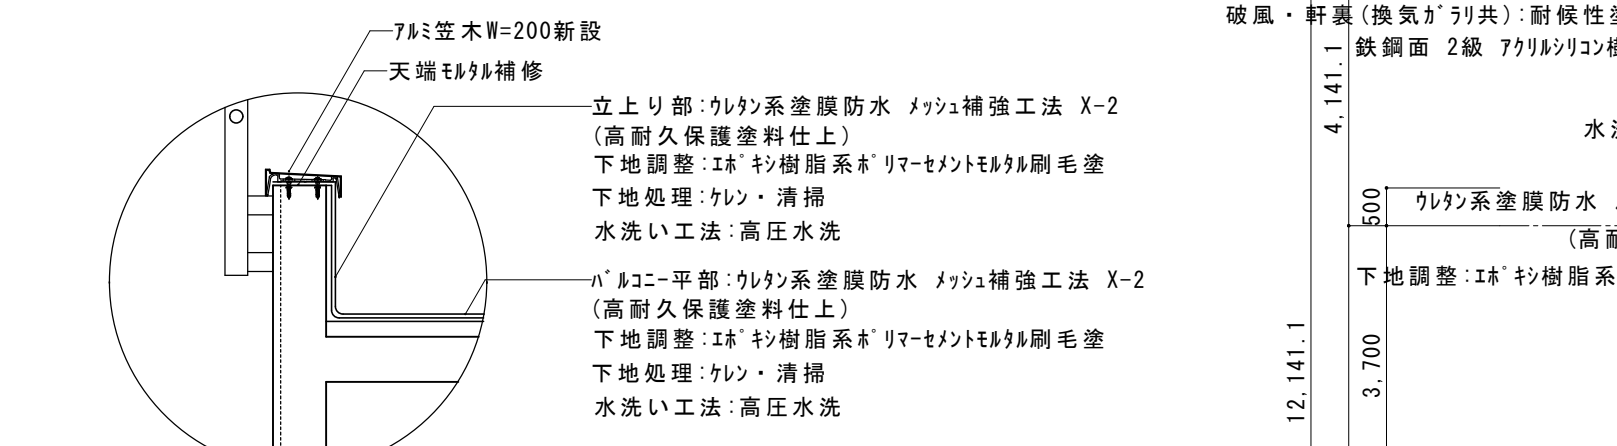 アルミ笠木W=200新設
天端モルタル補修
立上り部:ウレタン系塗膜防水 メッシュ補強工法 X-2
(高耐久保護塗料仕上)
下地調整:エポキシ樹脂系ポリマーセメントモルタル刷毛塗
下地処理:ケレン・清掃
水洗い工法:高圧水洗
バルコニー平部:ウレタン系塗膜防水 メッシュ補強工法 X-2
(高耐久保護塗料仕上)
下地調整:エポキシ樹脂系ポリマーセメントモルタル刷毛塗
下地処理:ケレン・清掃
水洗い工法:高圧水洗
破風・軒裏(換気ガラリ共):耐候性
鉄鋼面 2級 アクリルシリコン
4,141.1
水
500
ウレタン系塗膜防水
(高
下地調整:エポキシ樹脂系
12,141.1
3,700